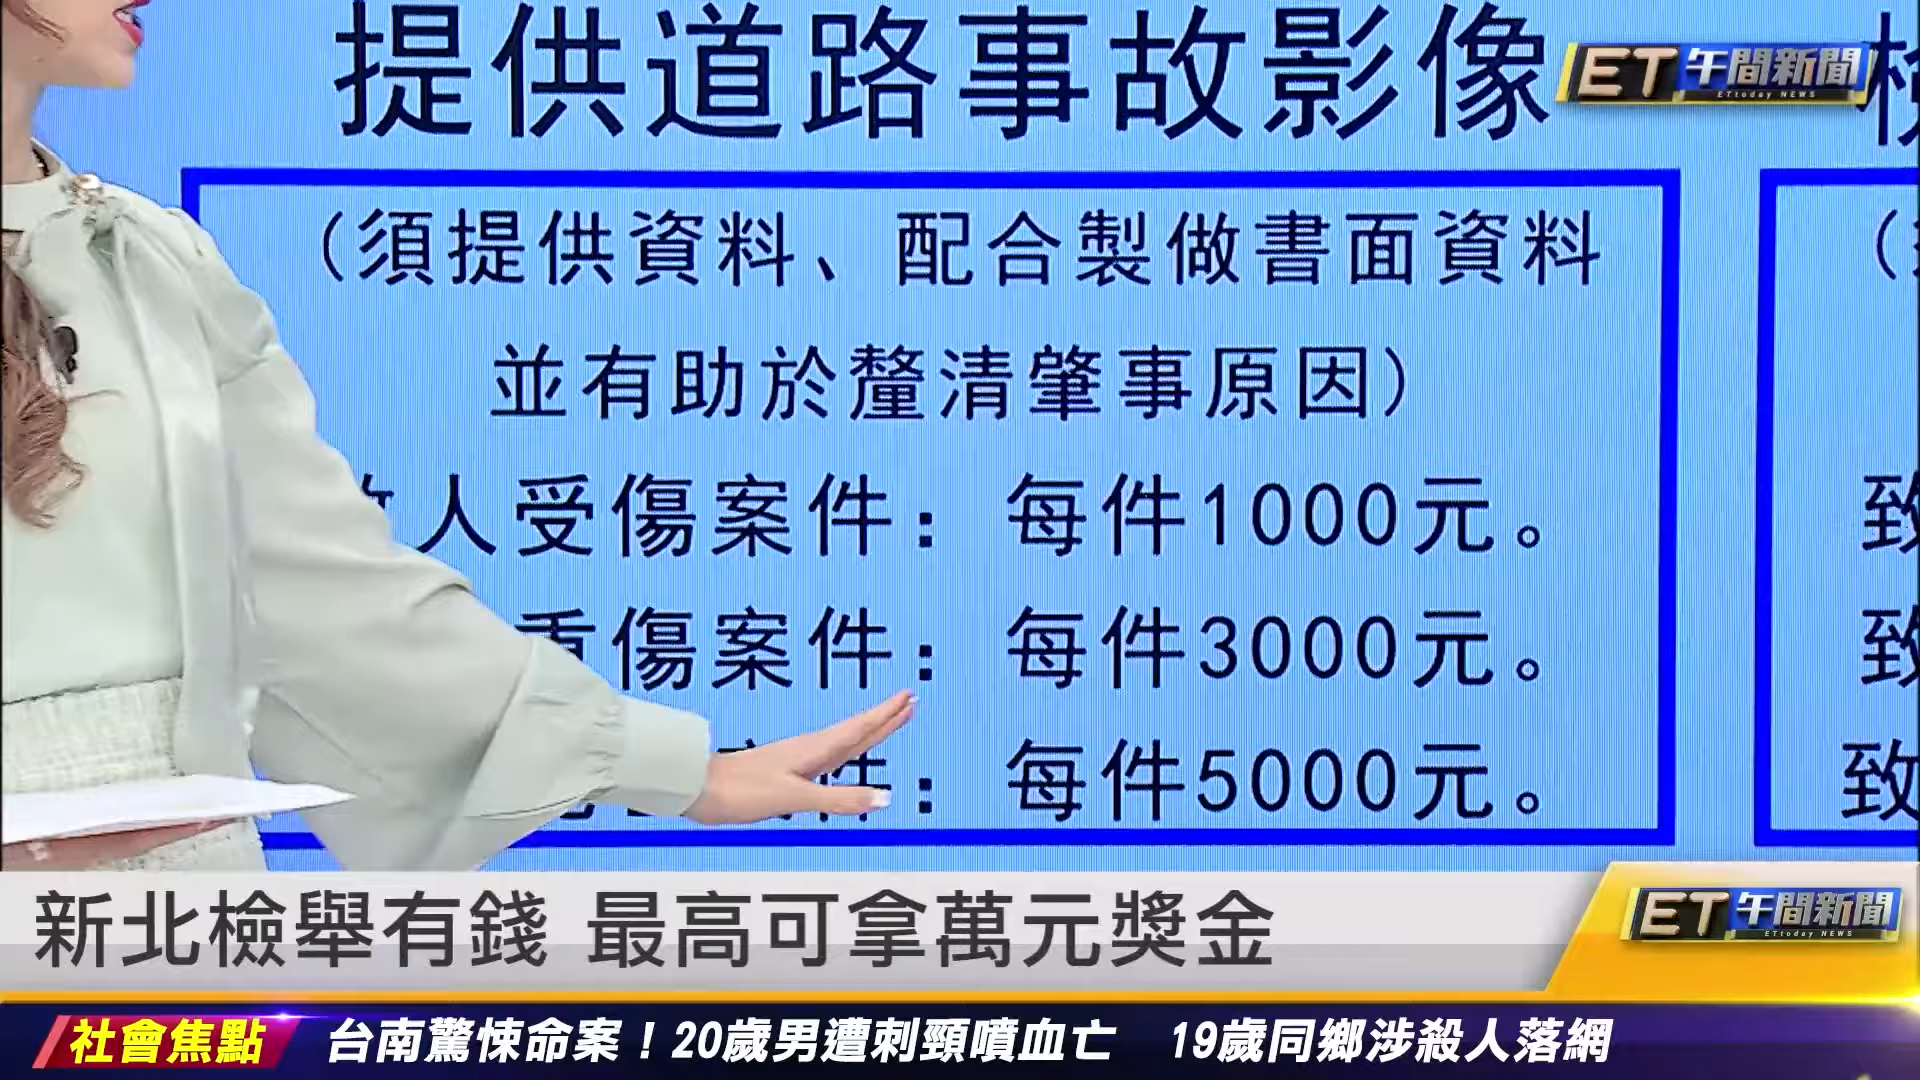 提供道路事故影像
ET 午間新聞
ETtoday NEWS
(須提供資料、配合製做書面資料
並有助於釐清肇事原因)
人受傷案件：每件1000元。
重傷案件：每件3000元。
案件：每件5000元。
(
致
致
致
新北檢舉有錢 最高可拿萬元獎金
ET 午間新聞
ETtoday NEWS
社會焦點 台南驚悚命案！20歲男遭刺頸噴血亡 19歲同鄉涉殺人落網